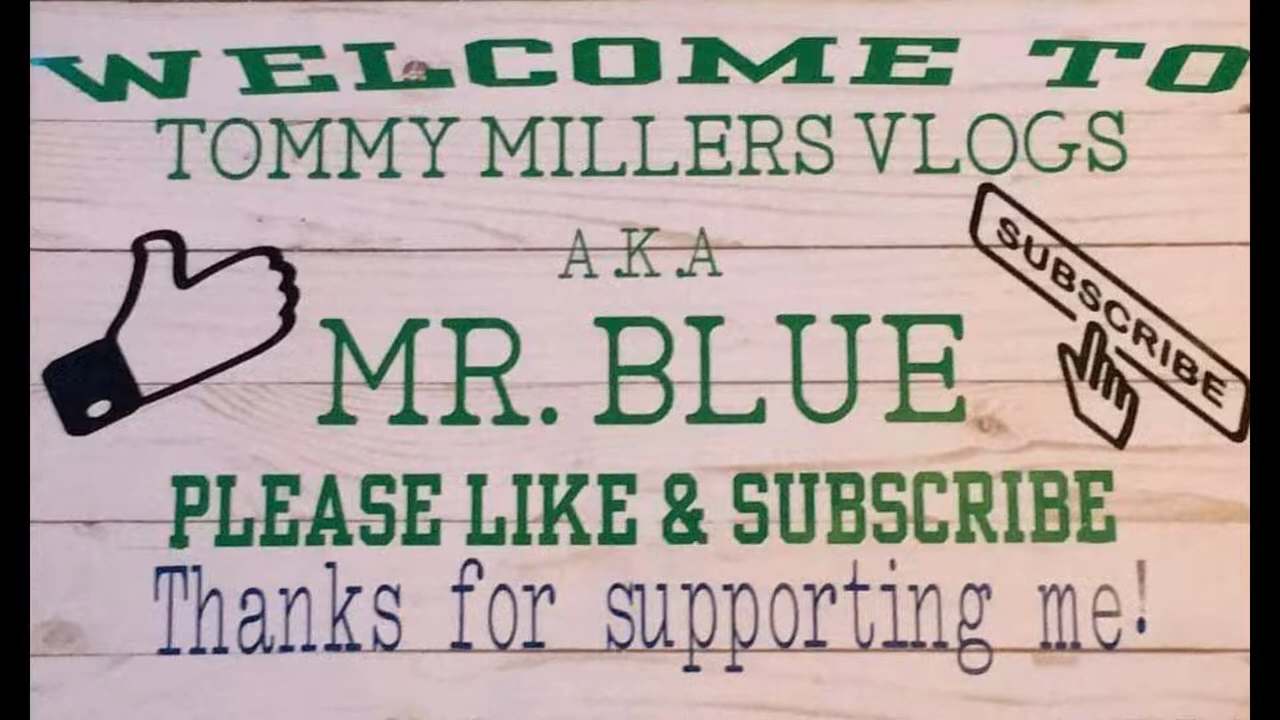 WELCOME TO
TOMMY MILLERS VLOGS
A.K.A
SUBSCRIBE
MR. BLUE
PLEASE LIKE & SUBSCRIBE
Thanks for supporting me!